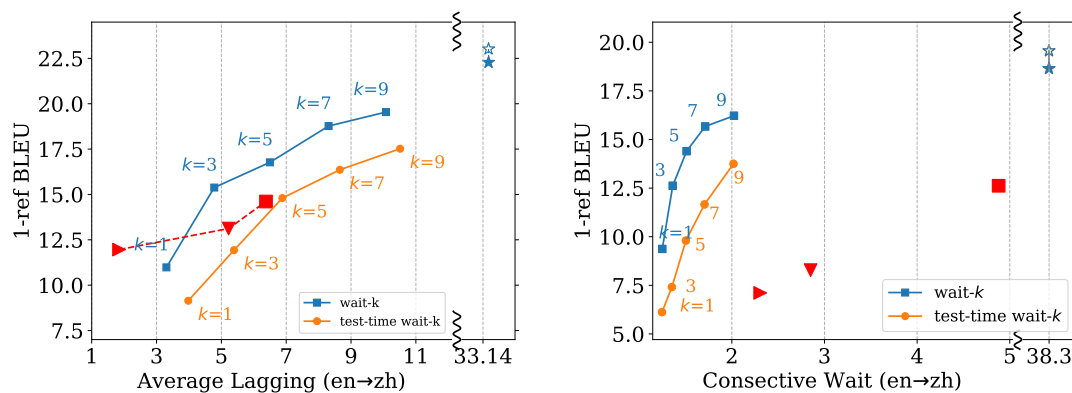 1-ref BLEU
22.5
20.0
17.5
15.0
12.5
10.0
7.5
k=1
k=3
k=5
k=7
k=9
k=1
k=3
k=5
k=7
k=9
wait-k
test-time wait-k
1
3
5
7
9
11
33.14
Average Lagging (en→zh)
1-ref BLEU
20.0
17.5
15.0
12.5
10.0
7.5
5.0
k=1
3
5
7
9
k=1
3
5
7
9
wait-k
test-time wait-k
2
3
4
5
38.3
Consective Wait (en→zh)